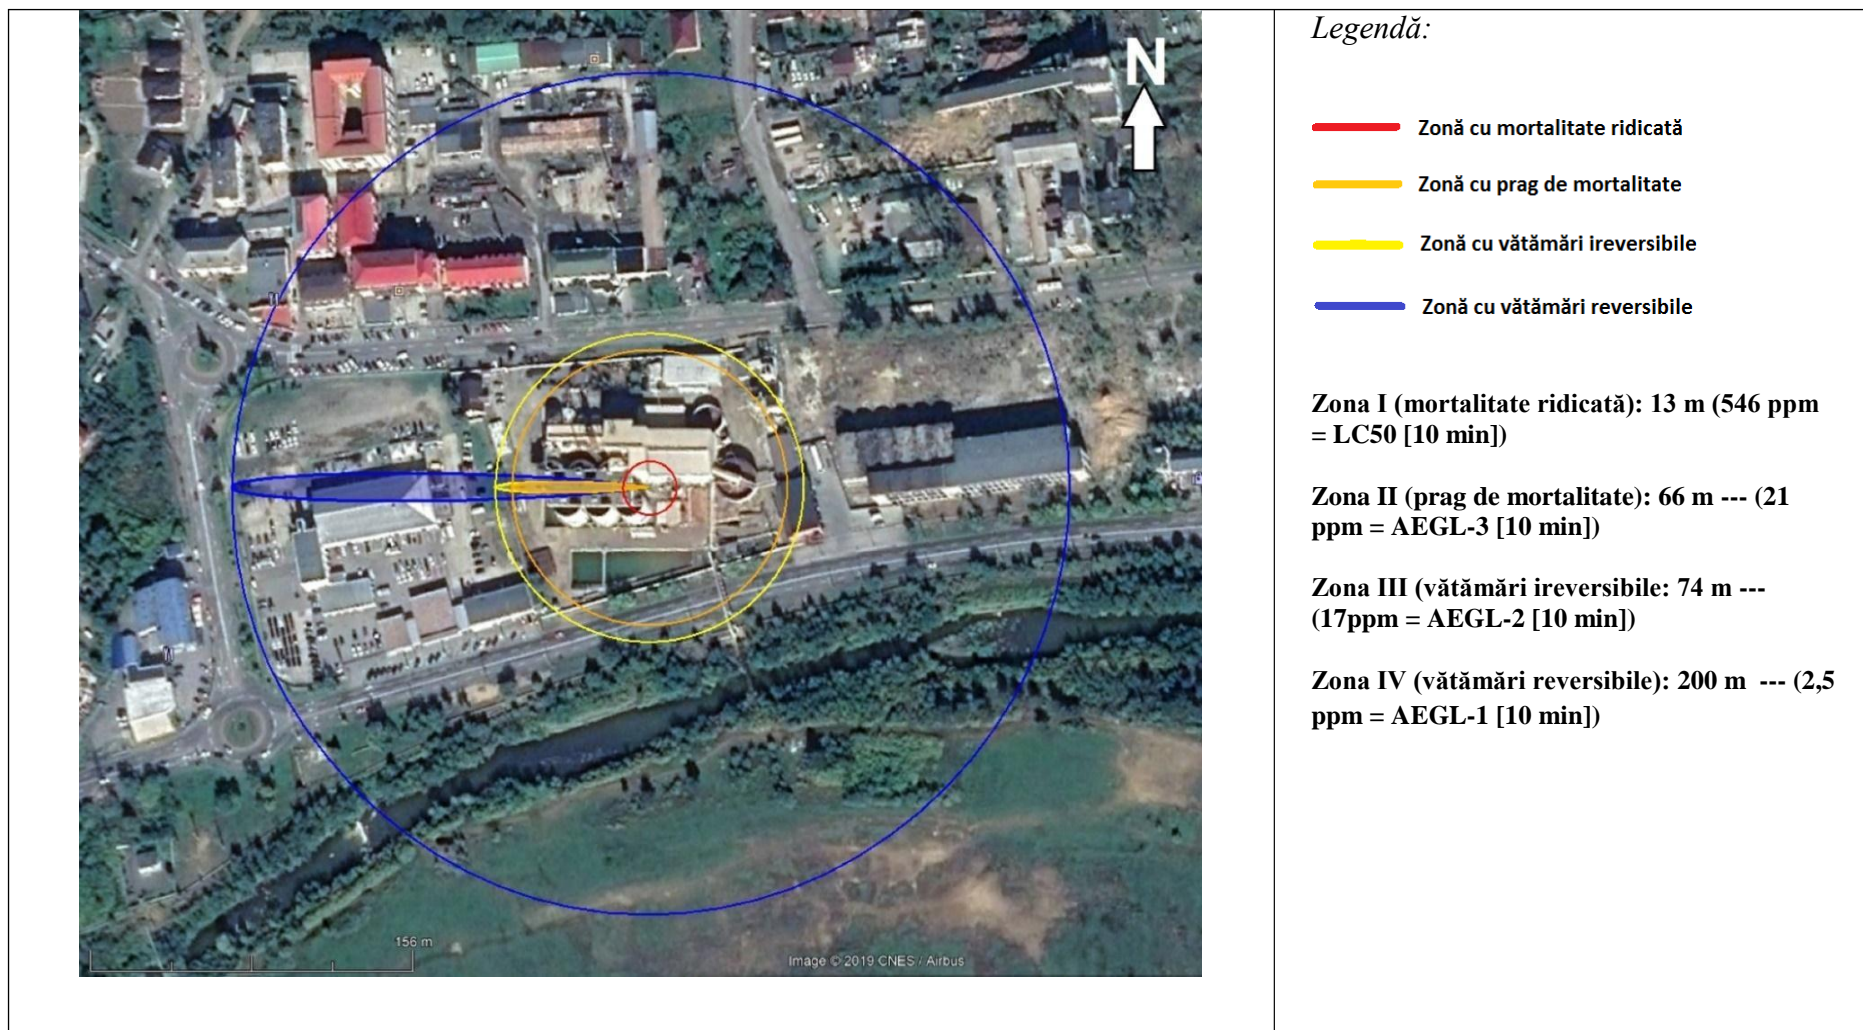 N
156 m
Image © 2019 CNES / Airbus
Legendă:
Zonă cu mortalitate ridicată
Zonă cu prag de mortalitate
Zonă cu vătămări ireversibile
Zonă cu vătămări reversibile
Zona I (mortalitate ridicată): 13 m (546 ppm
= LC50 [10 min])
Zona II (prag de mortalitate): 66 m --- (21
ppm = AEGL-3 [10 min])
Zona III (vătămări ireversibile: 74 m ---
(17ppm = AEGL-2 [10 min])
Zona IV (vătămări reversibile): 200 m --- (2,5
ppm = AEGL-1 [10 min])